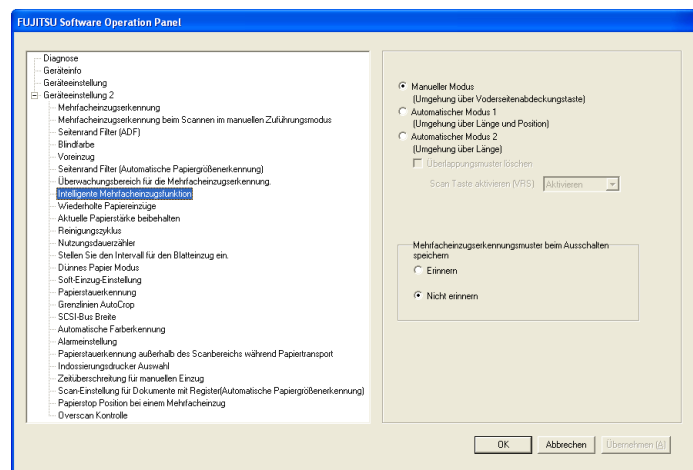 FUJITSU Software Operation Panel
Diagnose
Geräteinfo
Geräteeinstellung
Geräteeinstellung 2
Mehrfacheinzugserkennung
Mehrfacheinzugserkennung beim Scannen im manuellen Zuführungsmodus
Seitenrand Filter (ADF)
Blindfarbe
Voreinzug
Seitenrand Filter (Automatische Papiergrößenerkennung)
Überwachungsbereich für die Mehrfacheinzugserkennung.
Intelligente Mehrfacheinzugsfunktion
Wiederholte Papiereinzüge
Aktuelle Papierstärke beibehalten
Reinigungszyklus
Nutzungsdauerzähler
Stellen Sie den Intervall für den Blatteinzug ein.
Dünnes Papier Modus
Soft-Einzug-Einstellung
Papierstauerkennung
Grenzlinien AutoCrop
SCSI-Bus Breite
Automatische Farberkennung
Alarmeinstellung
Papierstauerkennung außerhalb des Scanbereichs während Papiertransport
Indossierungsdrucker Auswahl
Zeitüberschreitung für manuellen Einzug
Scan-Einstellung für Dokumente mit Register(Automatische Papiergrößenerkennung)
Papierstop Position bei einem Mehrfacheinzug
Overscan Kontrolle
Manueller Modus
(Umgehung über Voderseitenabdeckungstaste)
Automatischer Modus 1
(Umgehung über Länge und Position)
Automatischer Modus 2
(Umgehung über Länge)
Überlappungsmuster löschen
Scan Taste aktivieren (VRS) Aktivieren
Mehrfacheinzugserkennungsmuster beim Ausschalten
speichern
Erinnern
Nicht erinnern
OK Abbrechen Übernehmen (A)